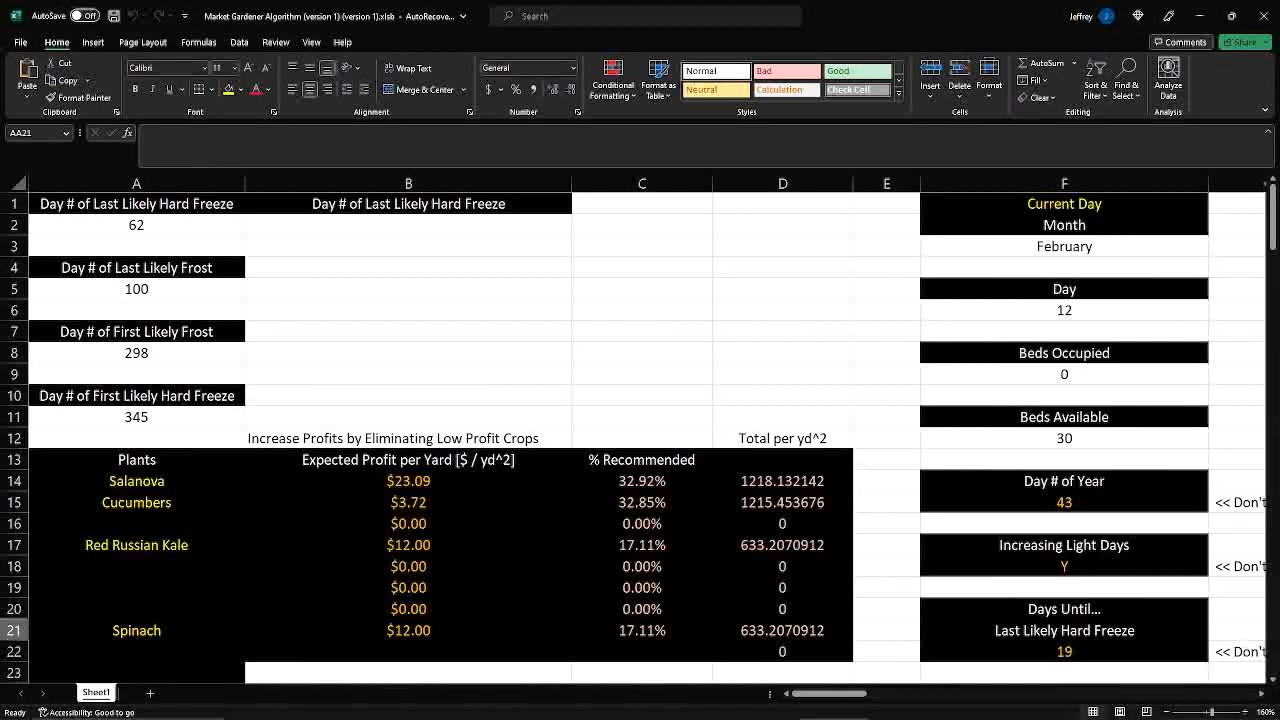 AutoSave Off Market Gardener Algorithm (version 1) (version 1).xlsb - AutoRecove... Search Jeffrey J
File Home Insert Page Layout Formulas Data Review View Help Comments Share
Cut Calibri 11 Wrap Text General Normal Bad Good AutoSum
Paste Copy Conditional Formatting Format as Table Insert Delete Format Fill Sort & Filter Find & Select Analyze Data
Format Painter B I U Merge & Center $ % Neutral Calculation Check Cell Clear
Clipboard Font Alignment Number Styles Cells Editing Analysis
AA21 fx
A B C D E F
1 Day # of Last Likely Hard Freeze Day # of Last Likely Hard Freeze Current Day
2 62 Month
3 February
4 Day # of Last Likely Frost
5 100 Day
6 12
7 Day # of First Likely Frost
8 298 Beds Occupied
9 0
10 Day # of First Likely Hard Freeze
11 345 Beds Available
12 Increase Profits by Eliminating Low Profit Crops Total per yd^2 30
13 Plants Expected Profit per Yard [$ / yd^2] % Recommended
14 Salanova $23.09 32.92% 1218.132142 Day # of Year
15 Cucumbers $3.72 32.85% 1215.453676 43 << Don't
16 $0.00 0.00% 0
17 Red Russian Kale $12.00 17.11% 633.2070912 Increasing Light Days
18 $0.00 0.00% 0 Y << Don't
19 $0.00 0.00% 0
20 $0.00 0.00% 0 Days Until...
21 Spinach $12.00 17.11% 633.2070912 Last Likely Hard Freeze
22 0 19 << Don't
23
Sheet1
Ready Accessibility: Good to go 160%